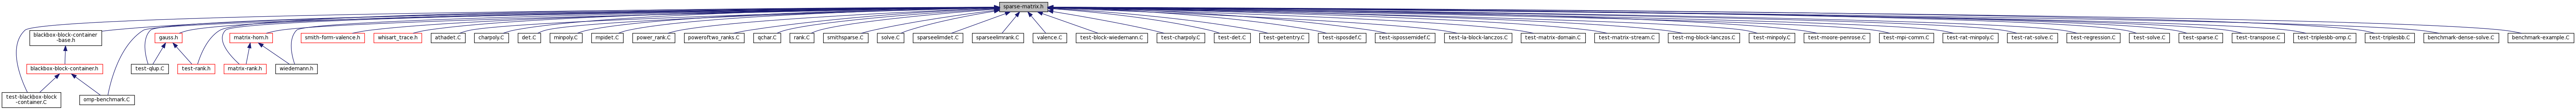 sparse-matrix.h
blackbox-block-container
-base.h
gauss.h
matrix-hom.h
smith-form-valence.h
whisart_trace.h
athadet.C
charpoly.C
det.C
minpoly.C
mpidet.C
power_rank.C
poweroftwo_ranks.C
qchar.C
rank.C
smithsparse.C
solve.C
sparseelimdet.C
sparseelimrank.C
valence.C
test-block-wiedemann.C
test-charpoly.C
test-det.C
test-getentry.C
test-isposdef.C
test-ispossemidef.C
test-la-block-lanczos.C
test-matrix-domain.C
test-matrix-stream.C
test-mg-block-lanczos.C
test-minpoly.C
test-moore-penrose.C
test-mpi-comm.C
test-rat-minpoly.C
test-rat-solve.C
test-regression.C
test-solve.C
test-sparse.C
test-transpose.C
test-triplesbb-omp.C
test-triplesbb.C
benchmark-dense-solve.C
benchmark-example.C
blackbox-block-container.h
test-qlup.C
test-rank.h
matrix-rank.h
wiedemann.h
test-blackbox-block
-container.C
omp-benchmark.C